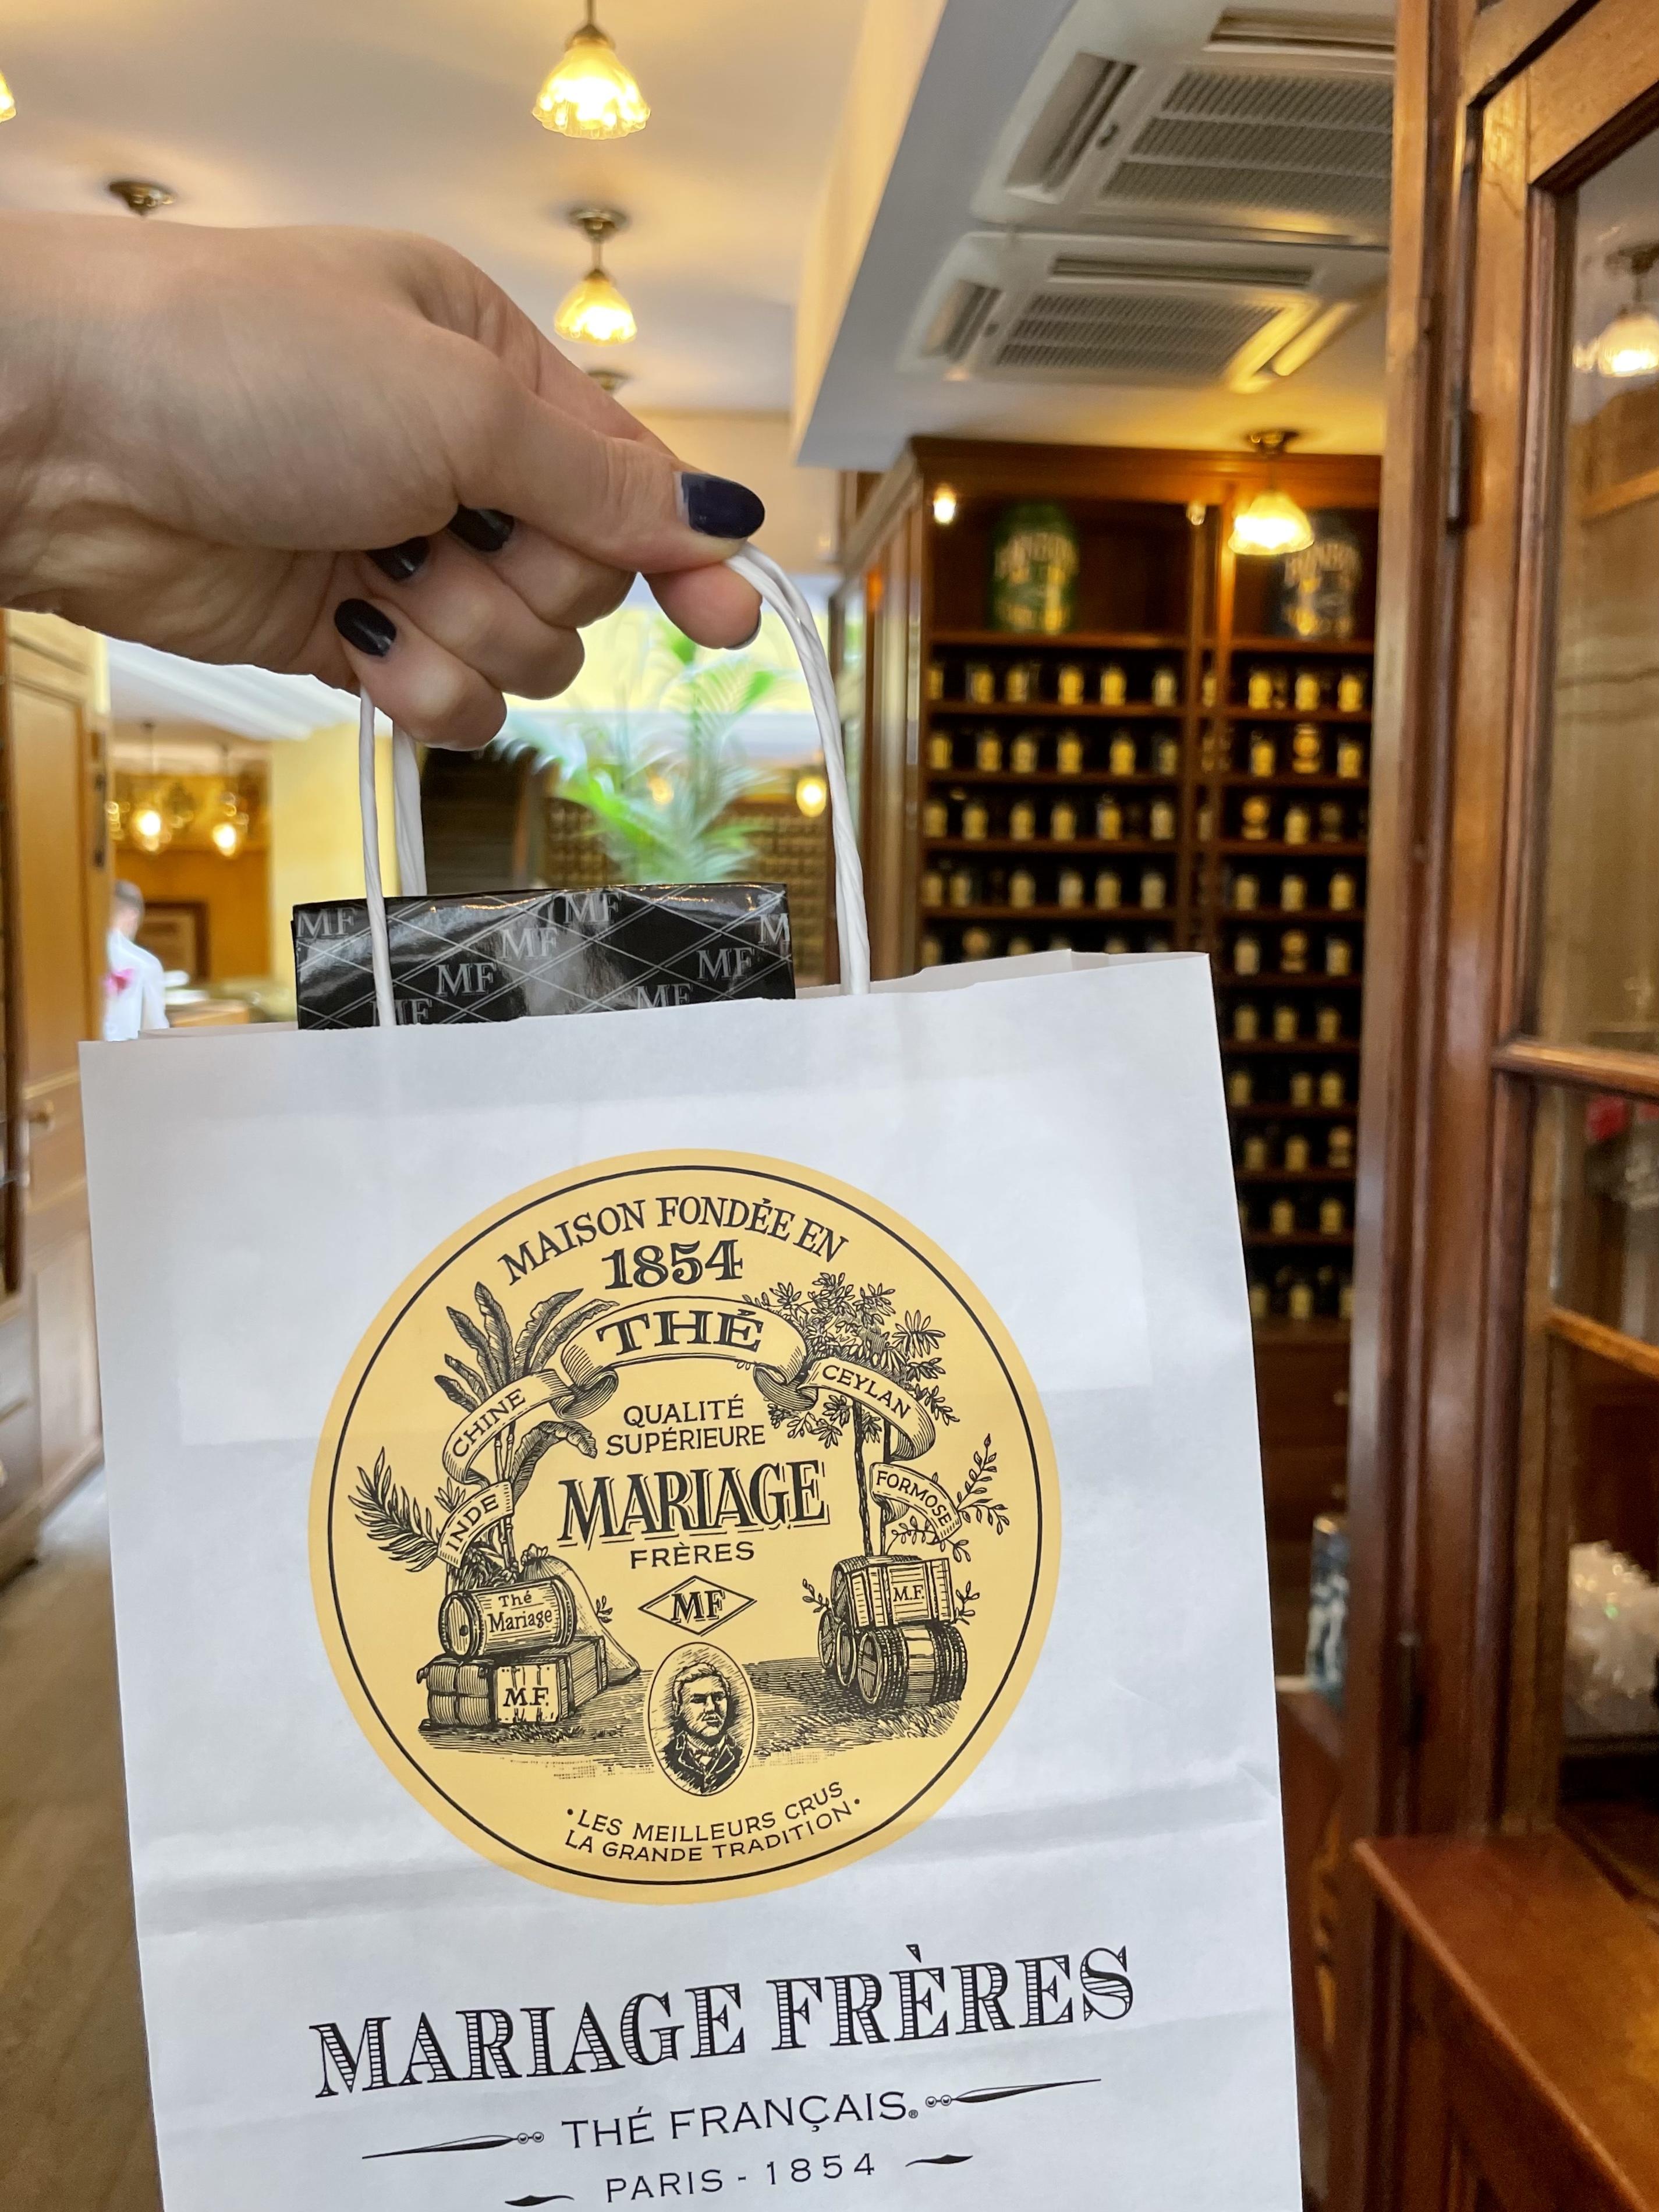 MF
MF
MF
MF
MF
MAISON FONDÉE EN
1854
THÉ
CHINE
CEYLAN
INDE
FORMOSE
QUALITÉ
SUPÉRIEURE
MARIAGE
FRÈRES
MF
Thé
Mariage
M.F.
M.F.
• LES MEILLEURS CRUS
LA GRANDE TRADITION •
MARIAGE FRÈRES
THÉ FRANÇAIS®
PARIS - 1854